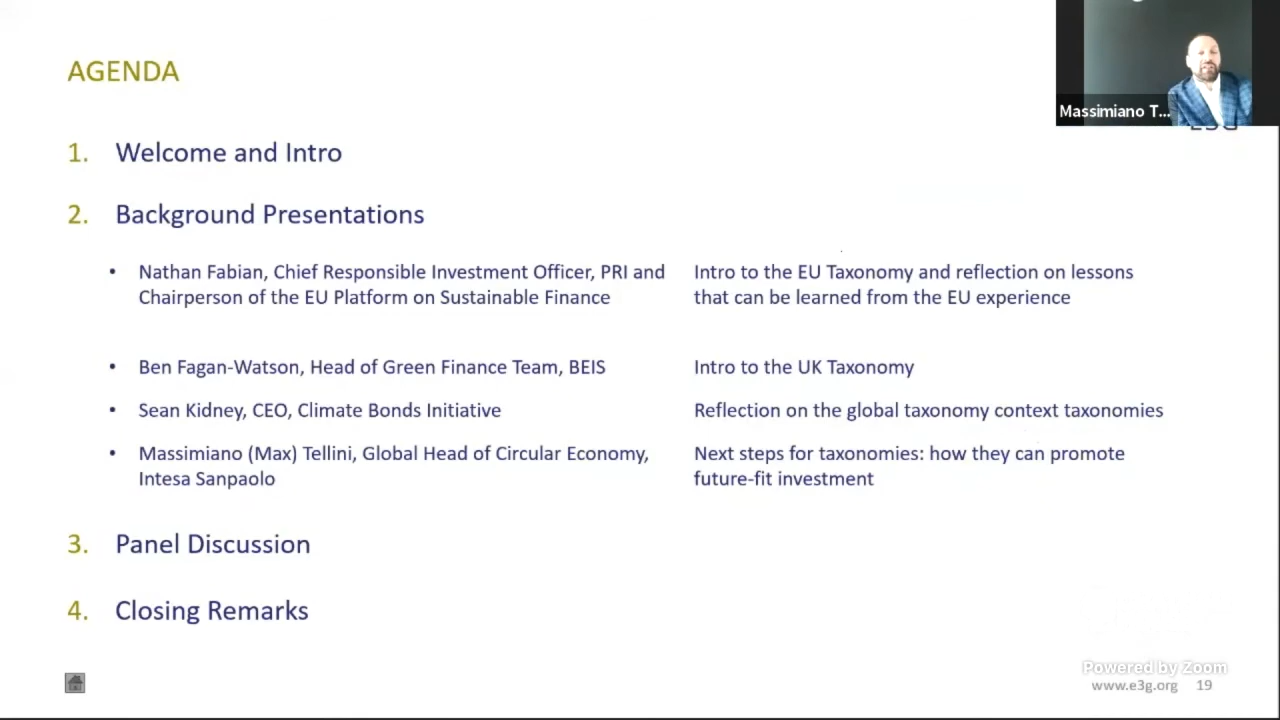 AGENDA
Massimiano T...
1. Welcome and Intro
2. Background Presentations
• Nathan Fabian, Chief Responsible Investment Officer, PRI and
Chairperson of the EU Platform on Sustainable Finance
Intro to the EU Taxonomy and reflection on lessons
that can be learned from the EU experience
• Ben Fagan-Watson, Head of Green Finance Team, BEIS
Intro to the UK Taxonomy
• Sean Kidney, CEO, Climate Bonds Initiative
Reflection on the global taxonomy context taxonomies
• Massimiano (Max) Tellini, Global Head of Circular Economy,
Intesa Sanpaolo
Next steps for taxonomies: how they can promote
future-fit investment
3. Panel Discussion
4. Closing Remarks
Powered by Zoom
www.e3g.org 19